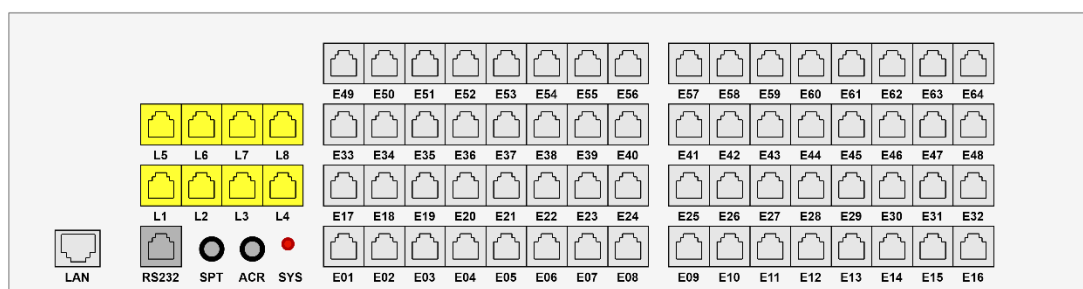 E49 E50 E51 E52 E53 E54 E55 E56 E57 E58 E59 E60 E61 E62 E63 E64
L5 L6 L7 L8 E33 E34 E35 E36 E37 E38 E39 E40 E41 E42 E43 E44 E45 E46 E47 E48
L1 L2 L3 L4 E17 E18 E19 E20 E21 E22 E23 E24 E25 E26 E27 E28 E29 E30 E31 E32
LAN RS232 SPT ACR SYS E01 E02 E03 E04 E05 E06 E07 E08 E09 E10 E11 E12 E13 E14 E15 E16